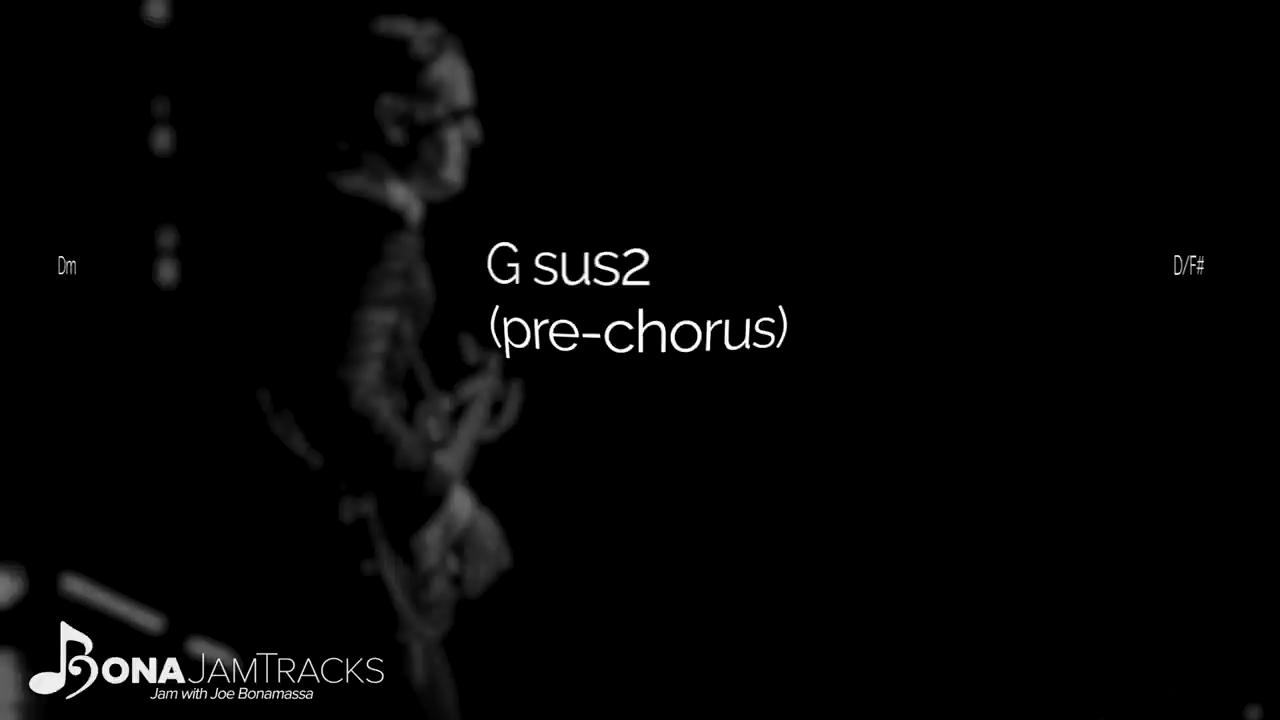 Dm
G sus2
(pre-chorus)
D/F#
BONAJAMTRACKS
Jam with Joe Bonamassa